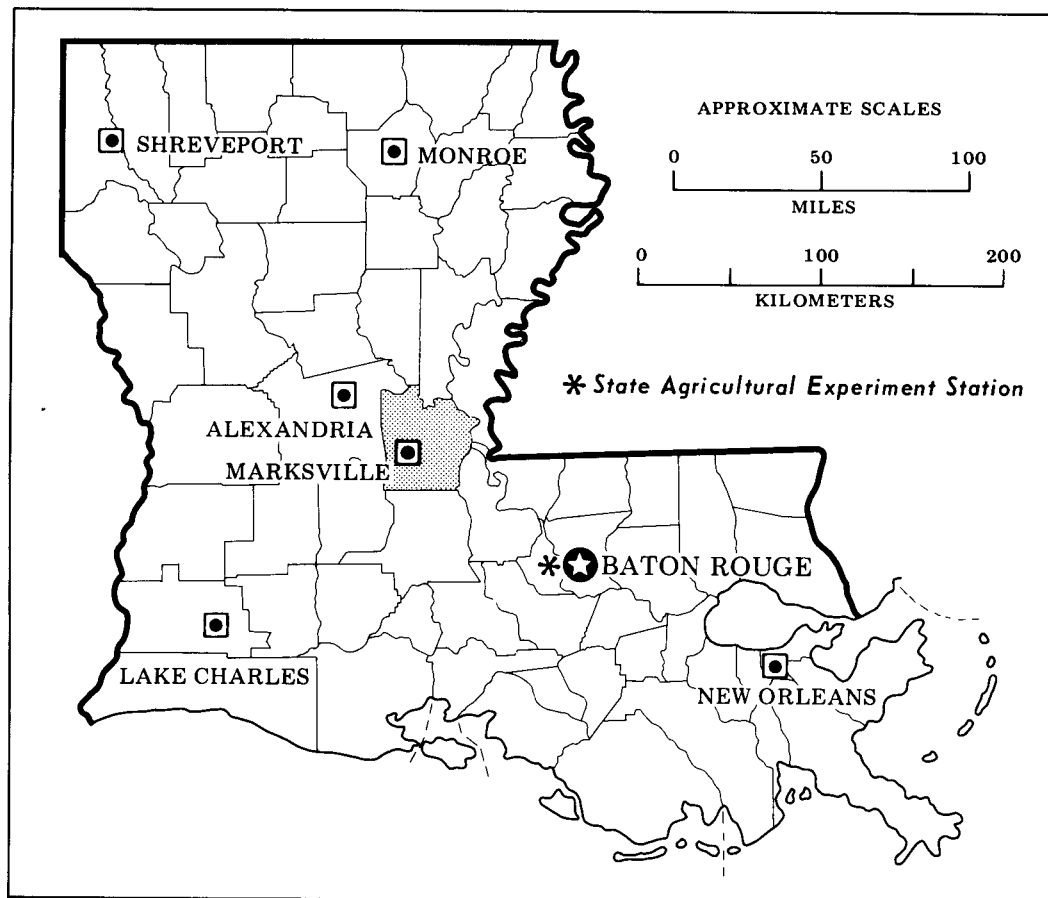 APPROXIMATE SCALES
SHREVEPORT
MONROE
0 50 100
MILES
0 100 200
KILOMETERS
* State Agricultural Experiment Station
ALEXANDRIA
MARKSVILLE
* BATON ROUGE
LAKE CHARLES
NEW ORLEANS